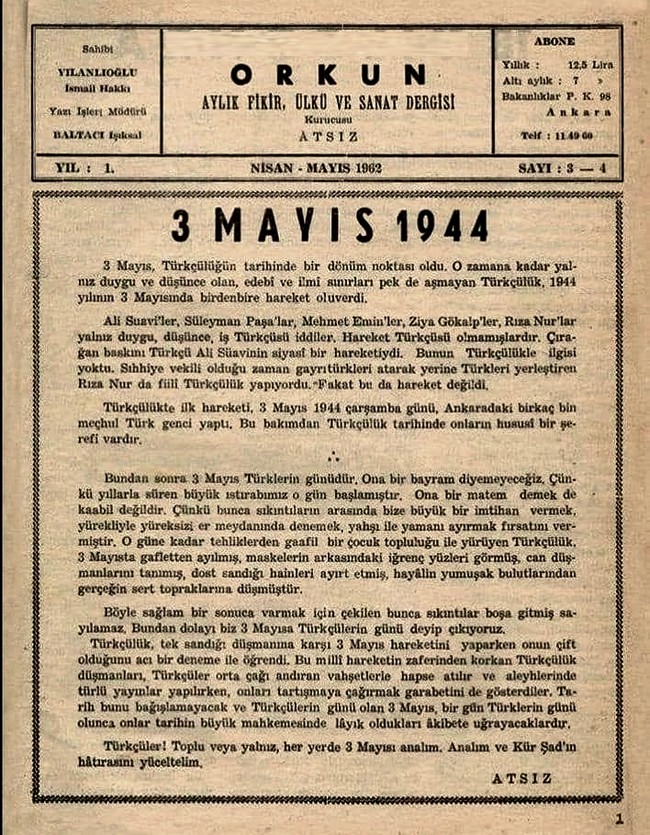 Sahibi
YILANLIOĞLU
İsmail Hakkı
Yazı İşleri Müdürü
BALTACI Işıksal
ORKUN
AYLIK FİKİR, ÜLKÜ VE SANAT DERGİSİ
Kurucusu
ATSIZ
ABONE
Yıllık : 12,5 Lira
Altı aylık : 7 »
Bakanlıklar P. K. 98
Ankara
Telf : 11 49 60
YIL : 1.
NİSAN - MAYIS 1962
SAYI : 3 — 4
3 MAYIS 1944
3 Mayıs, Türkçülüğün tarihinde bir dönüm noktası oldu. O zamana kadar yal-
nız duygu ve düşünce olan, edebî ve ilmî sınırları pek de aşmayan Türkçülük, 1944
yılının 3 Mayısında birdenbire hareket oluverdi.
Ali Suavi'ler, Süleyman Paşa'lar, Mehmet Emin'ler, Ziya Gökalp'ler, Rıza Nur'lar
yalnız duygu, düşünce, iş Türkçüsü iddiler. Hareket Türkçüsü olmamışlardır. Çıra-
ğan baskını Türkçü Ali Süavinin siyasî bir hareketiydi. Bunun Türkçülükle ilgisi
yoktu. Sıhhiye vekili olduğu zaman gayrıtürkleri atarak yerine Türkleri yerleştiren
Rıza Nur da fiilî Türkçülük yapıyordu. Fakat bu da hareket değildi.
Türkçülükte ilk hareketi, 3 Mayıs 1944 çarşamba günü, Ankaradaki birkaç bin
meçhul Türk genci yaptı. Bu bakımdan Türkçülük tarihinde onların hususî bir şe-
refi vardır.
Bundan sonra 3 Mayıs Türklerin günüdür. Ona bir bayram diyemeyeceğiz. Çün-
kü yıllarla süren büyük ıstırabımız o gün başlamıştır. Ona bir matem demek de
kaabil değildir. Çünkü bunca sıkıntıların arasında bize büyük bir imtihan vermek,
yürekliyle yüreksizi er meydanında denemek, yahşı ile yamanı ayırmak fırsatını ver-
miştir. O güne kadar tehliklerden gaafil bir çocuk topluluğu ile yürüyen Türkçülük,
3 Mayısta gafletten ayılmış, maskelerin arkasındaki iğrenç yüzleri görmüş, can düş-
manlarını tanımış, dost sandığı hainleri ayırt etmiş, hayâlin yumuşak bulutlarından
gerçeğin sert topraklarına düşmüştür.
Böyle sağlam bir sonuca varmak için çekilen bunca sıkıntılar boşa gitmiş sa-
yılamaz. Bundan dolayı biz 3 Mayısa Türkçülerin günü deyip çıkıyoruz.
Türkçülük, tek sandığı düşmanına karşı 3 Mayıs hareketini yaparken onun çift
olduğunu acı bir deneme ile öğrendi. Bu millî hareketin zaferinden korkan Türkçülük
düşmanları, Türkçüler orta çağı andıran vahşetlerle hapse atılır ve aleyhlerinde
türlü yayınlar yapılırken, onları tartışmaya çağırmak garabetini de gösterdiler. Ta-
rih bunu bağışlamayacak ve Türkçülerin günü olan 3 Mayıs, bir gün Türklerin günü
olunca onlar tarihin büyük mahkemesinde lâyık oldukları âkibete uğrayacaklardır.
Türkçüler! Toplu veya yalnız, her yerde 3 Mayısı analım. Analım ve Kür Şad'ın
hâtırasını yüceltelim.
ATSIZ
1